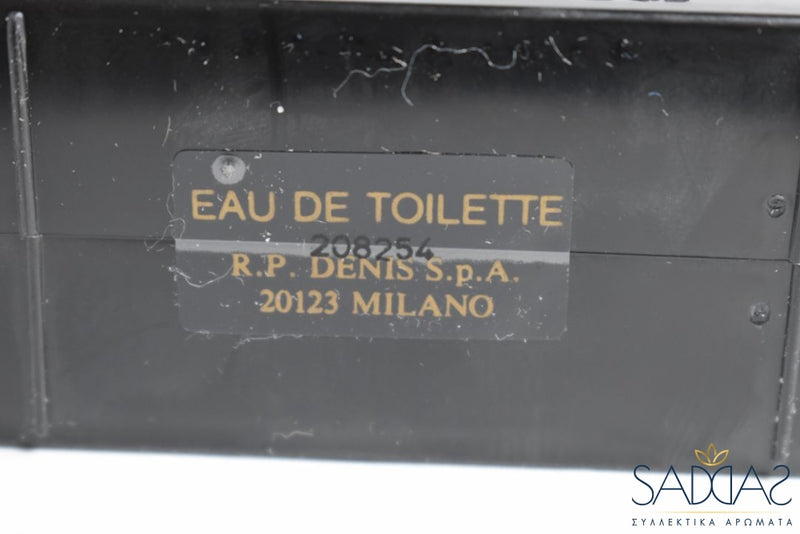 EAU DE TOILETTE
208254
R.P. DENIS S.p.A.
20123 MILANO
SADDAS
ΣΥΛΛΕΚΤΙΚΑ ΑΡΩΜΑΤΑ